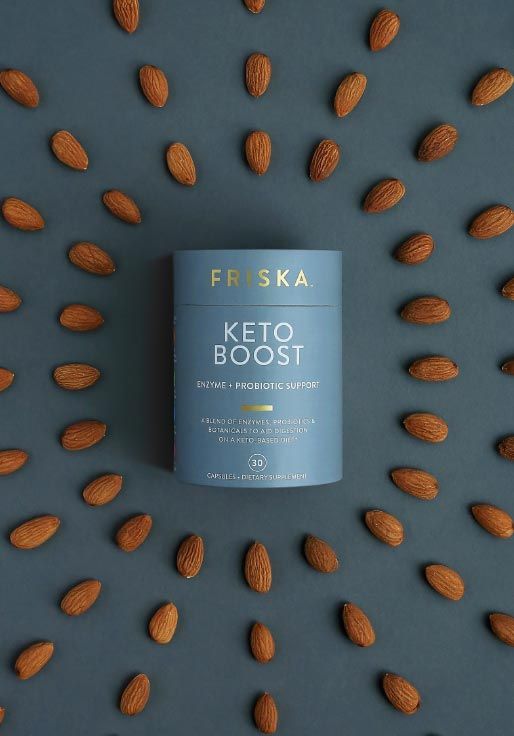 FRISKA.
KETO
BOOST
ENZYME + PROBIOTIC SUPPORT
A BLEND OF ENZYMES, PROBIOTICS &
BOTANICALS TO AID DIGESTION
ON A KETO-BASED DIET*
30
CAPSULES • DIETARY SUPPLEMENT